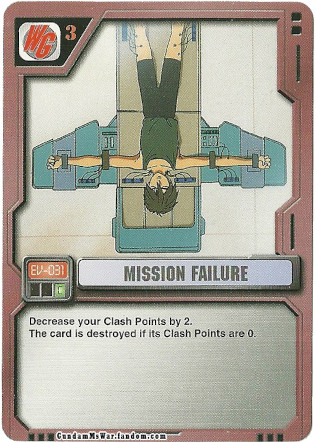 WG
3
EV-031
C
MISSION FAILURE
Decrease your Clash Points by 2.
The card is destroyed if its Clash Points are 0.
GundamMsWar.fandom.com